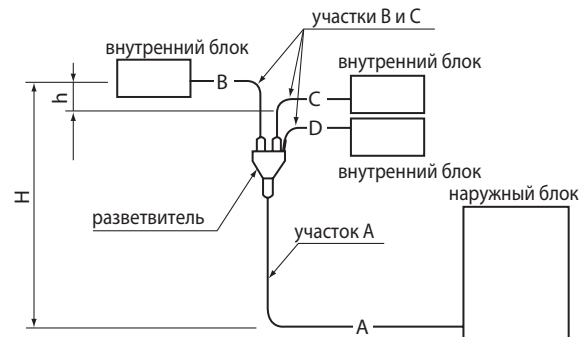 участки B и C
внутренний блок
B
внутренний блок
h
C
D
H
внутренний блок
наружный блок
разветвитель
участок A
A